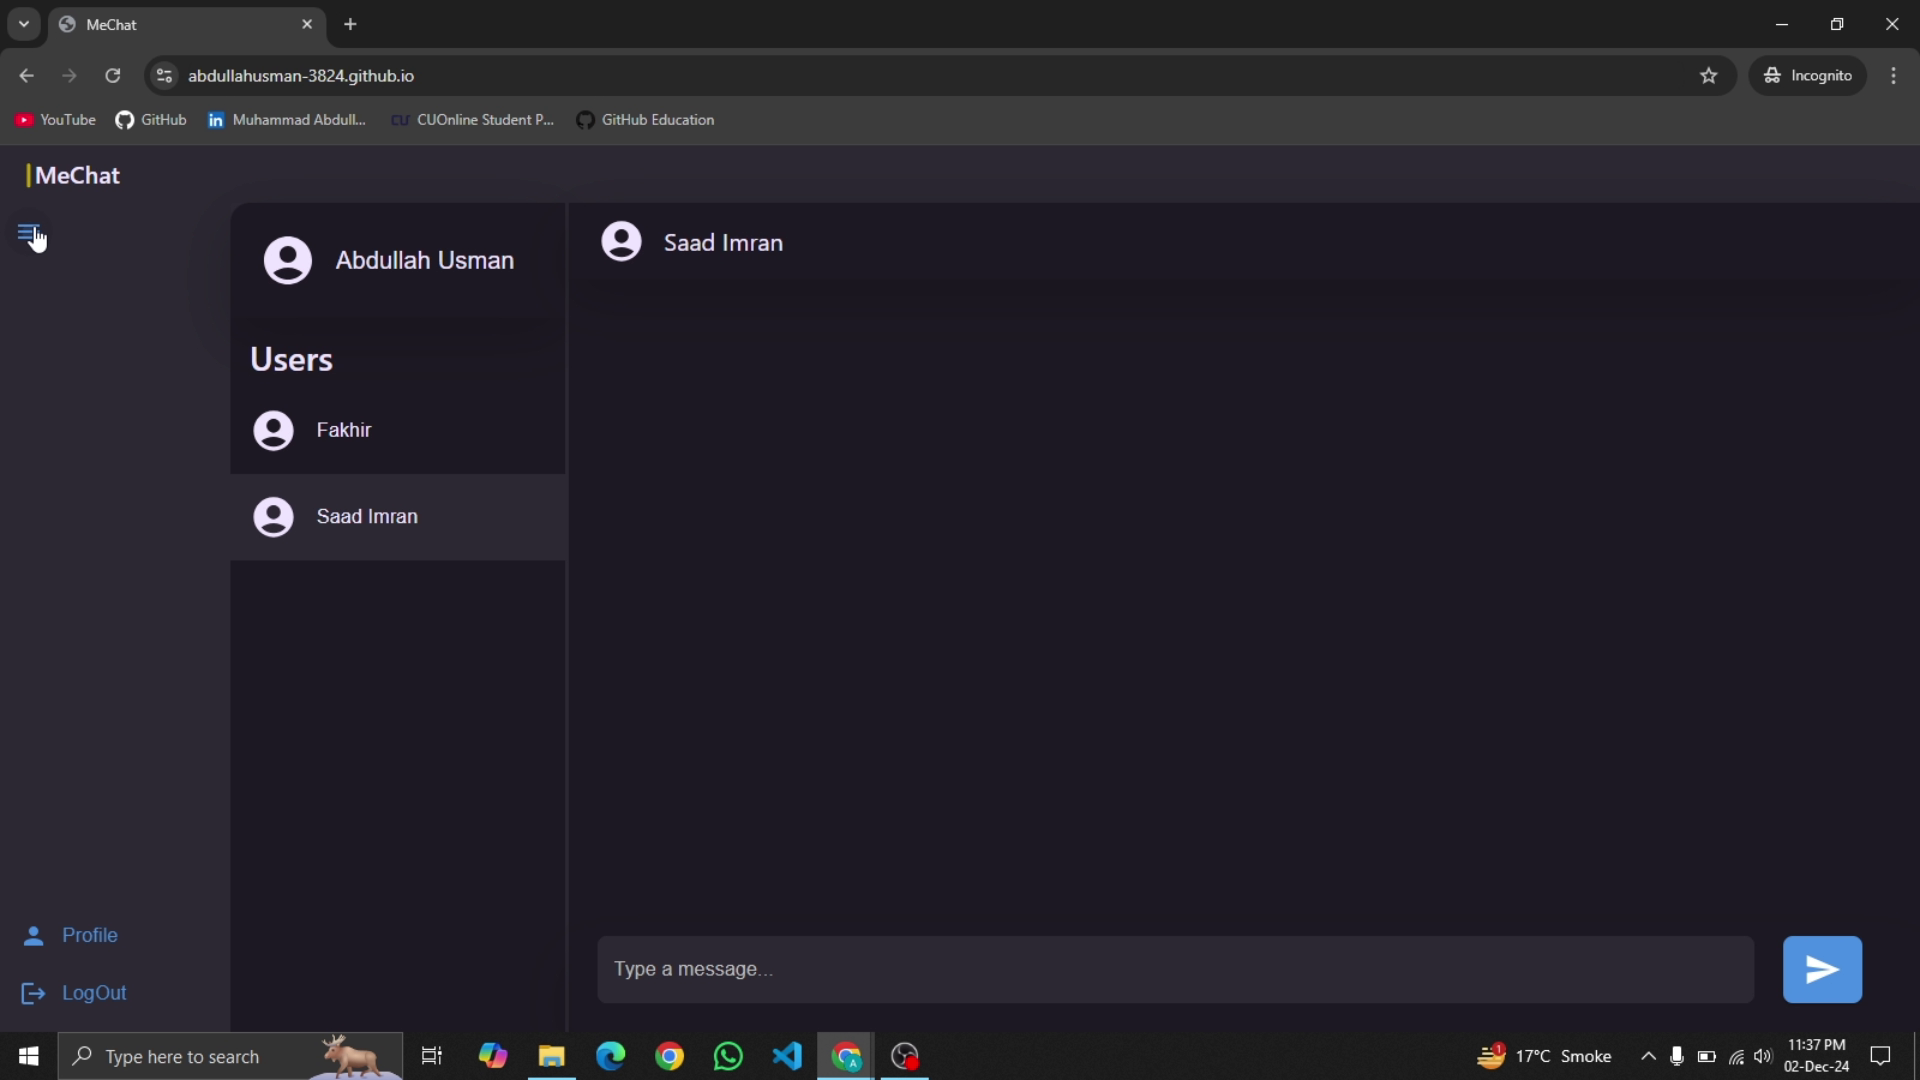 MeChat
abdullahusman-3824.github.io
Incognito
YouTube
GitHub
Muhammad Abdull...
CUOnline Student P...
GitHub Education
MeChat
Abdullah Usman
Saad Imran
Users
Fakhir
Saad Imran
Profile
LogOut
Type a message...
Type here to search
17°C Smoke
11:37 PM
02-Dec-24